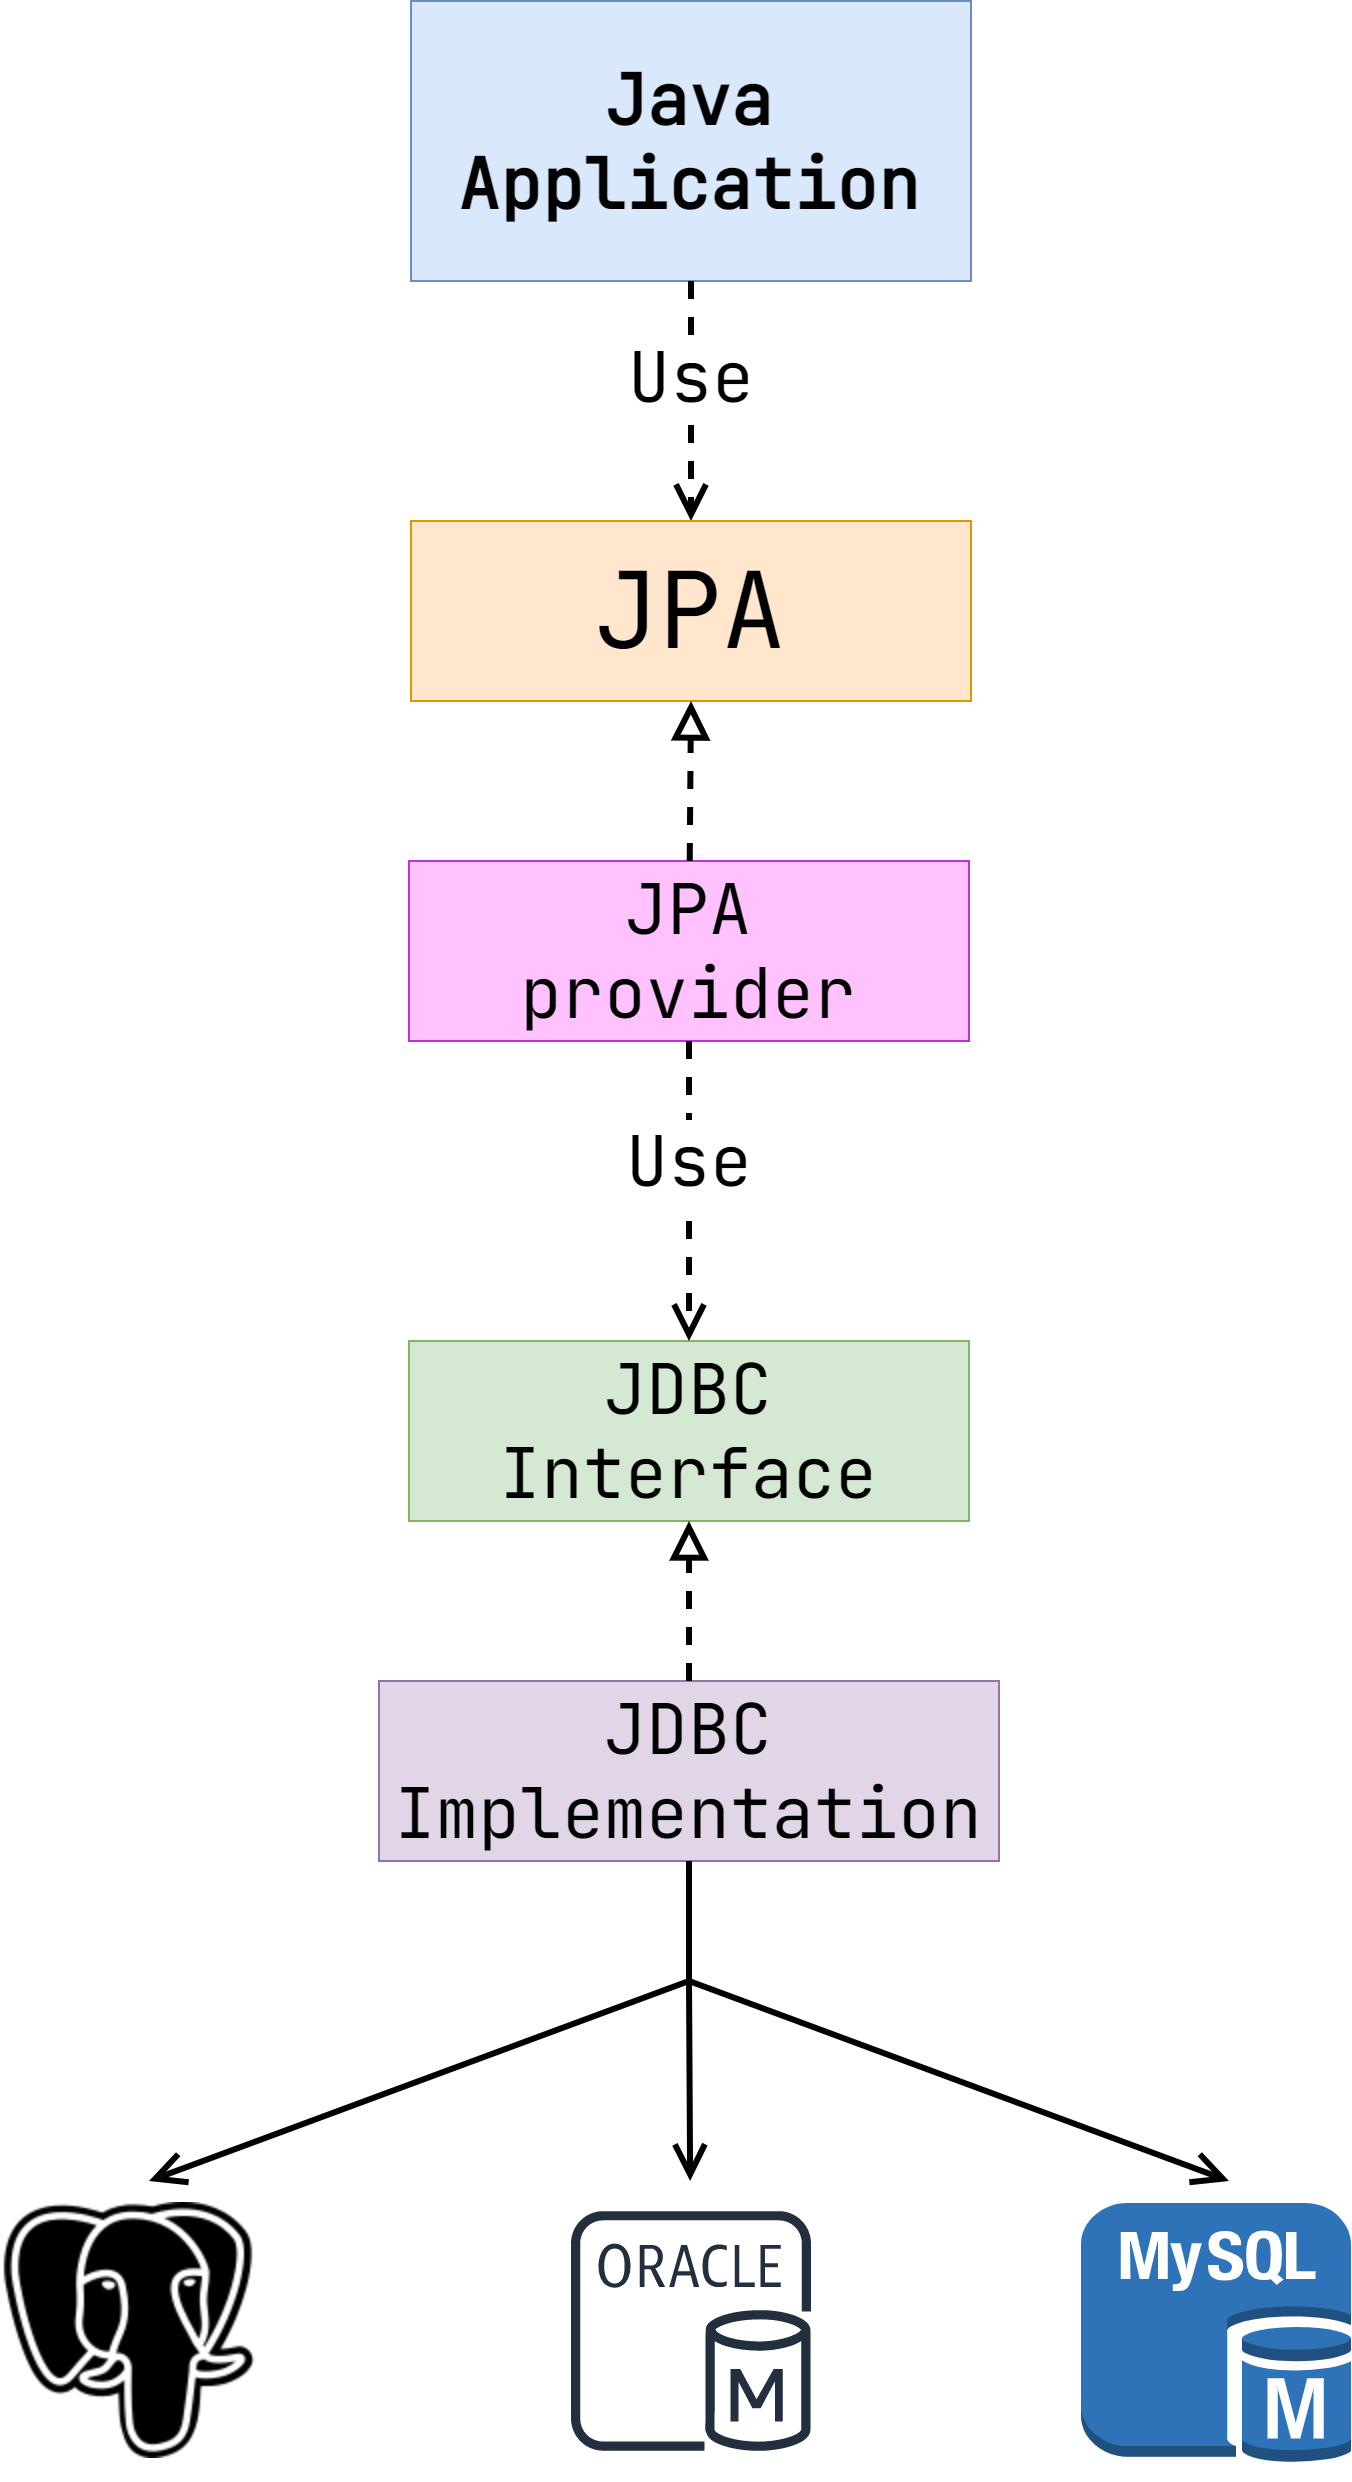 Java
Application
Use
JPA
JPA
provider
Use
JDBC
Interface
JDBC
Implementation
ORACLE
M
MySQL
M